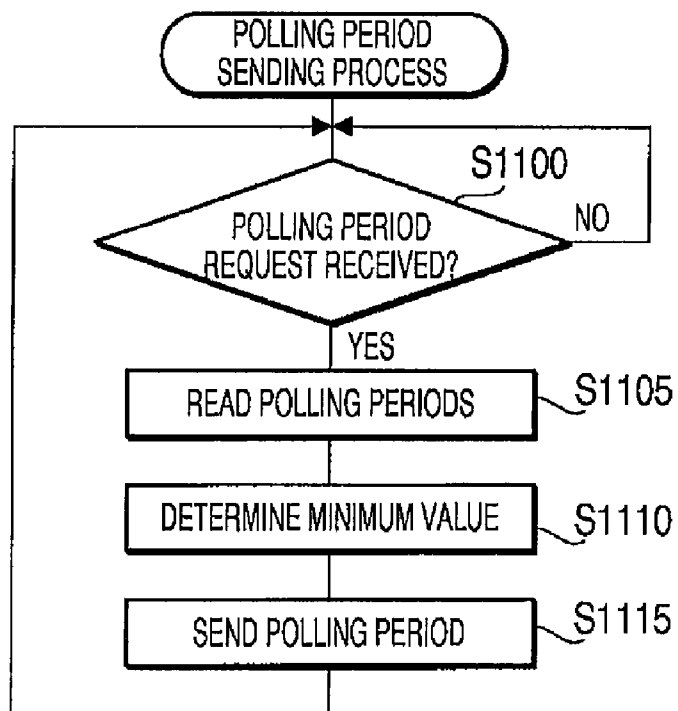 POLLING PERIOD
SENDING PROCESS
S1100
POLLING PERIOD
REQUEST RECEIVED?
NO
YES
READ POLLING PERIODS
S1105
DETERMINE MINIMUM VALUE
S1110
SEND POLLING PERIOD
S1115